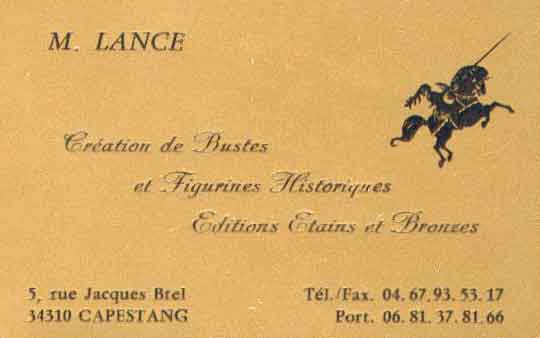 M. LANCE
Création de Bustes
et Figurines Historiques
Editions Etains et Bronzes
5, rue Jacques Brel
34310 CAPESTANG
Tél./Fax. 04.67.93.53.17
Port. 06.81.37.81.66